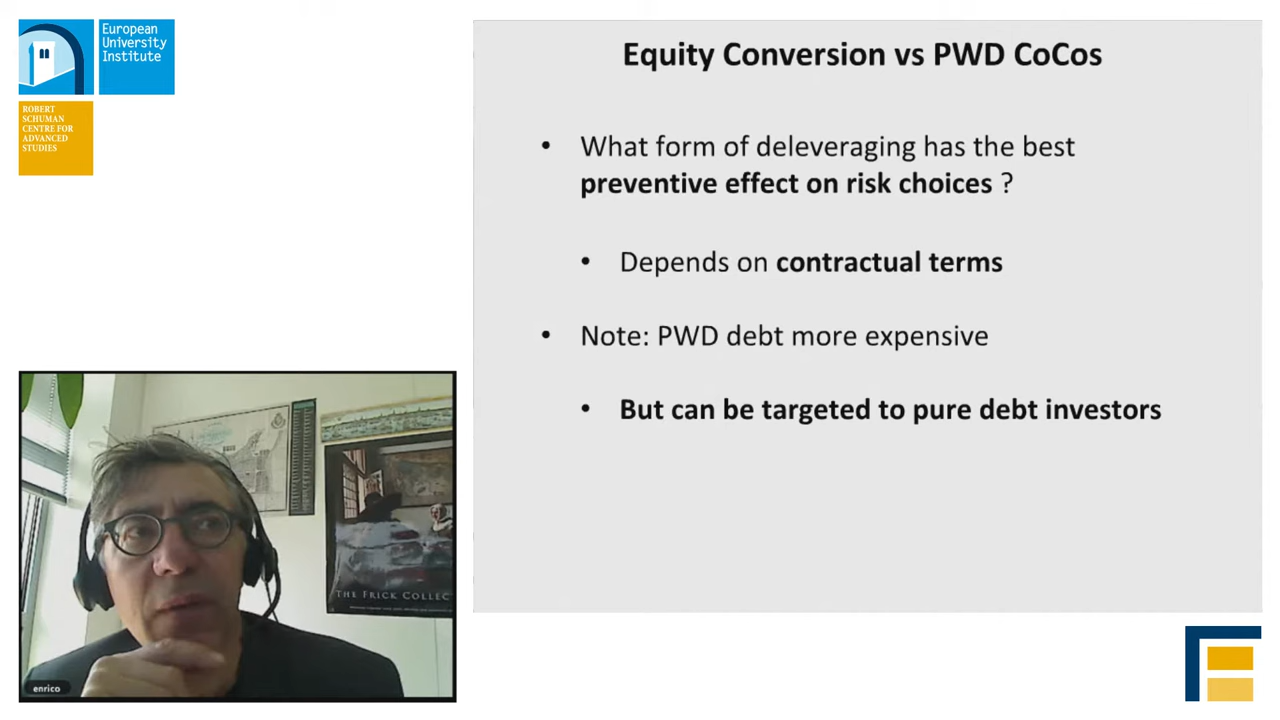 European
University
Institute
ROBERT
SCHUMAN
CENTRE FOR
ADVANCED
STUDIES
Equity Conversion vs PWD CoCos
• What form of deleveraging has the best
preventive effect on risk choices ?
• Depends on contractual terms
• Note: PWD debt more expensive
• But can be targeted to pure debt investors
THE FRICK COLLEC
enrico